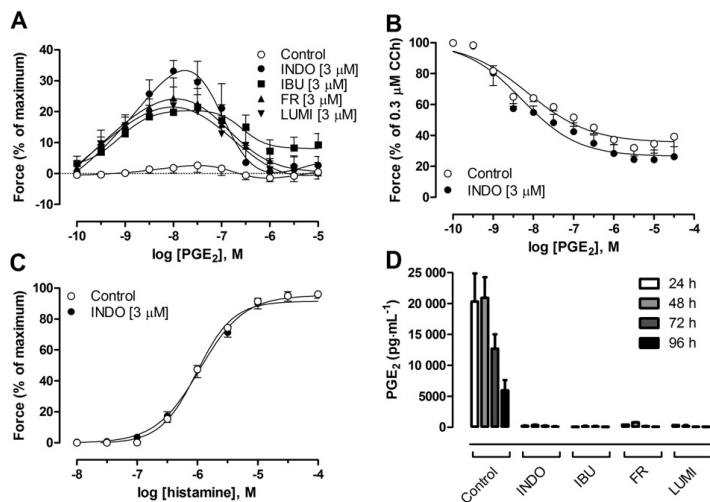 A
Force (% of maximum)
50
40
30
20
10
0
-10
Control
INDO [3 μM]
IBU [3 μM]
FR [3 μM]
LUMI [3 μM]
-10 -9 -8 -7 -6 -5
log [PGE2], M
B
Force (% of 0.3 μM CCh)
100
80
60
40
20
0
Control
INDO [3 μM]
-10 -9 -8 -7 -6 -5 -4
log [PGE2], M
C
Force (% of maximum)
100
80
60
40
20
0
Control
INDO [3 μM]
-8 -7 -6 -5 -4
log [histamine], M
D
PGE2 (pg·mL-1)
25 000
20 000
15 000
10 000
5000
0
24 h
48 h
72 h
96 h
Control INDO IBU FR LUMI